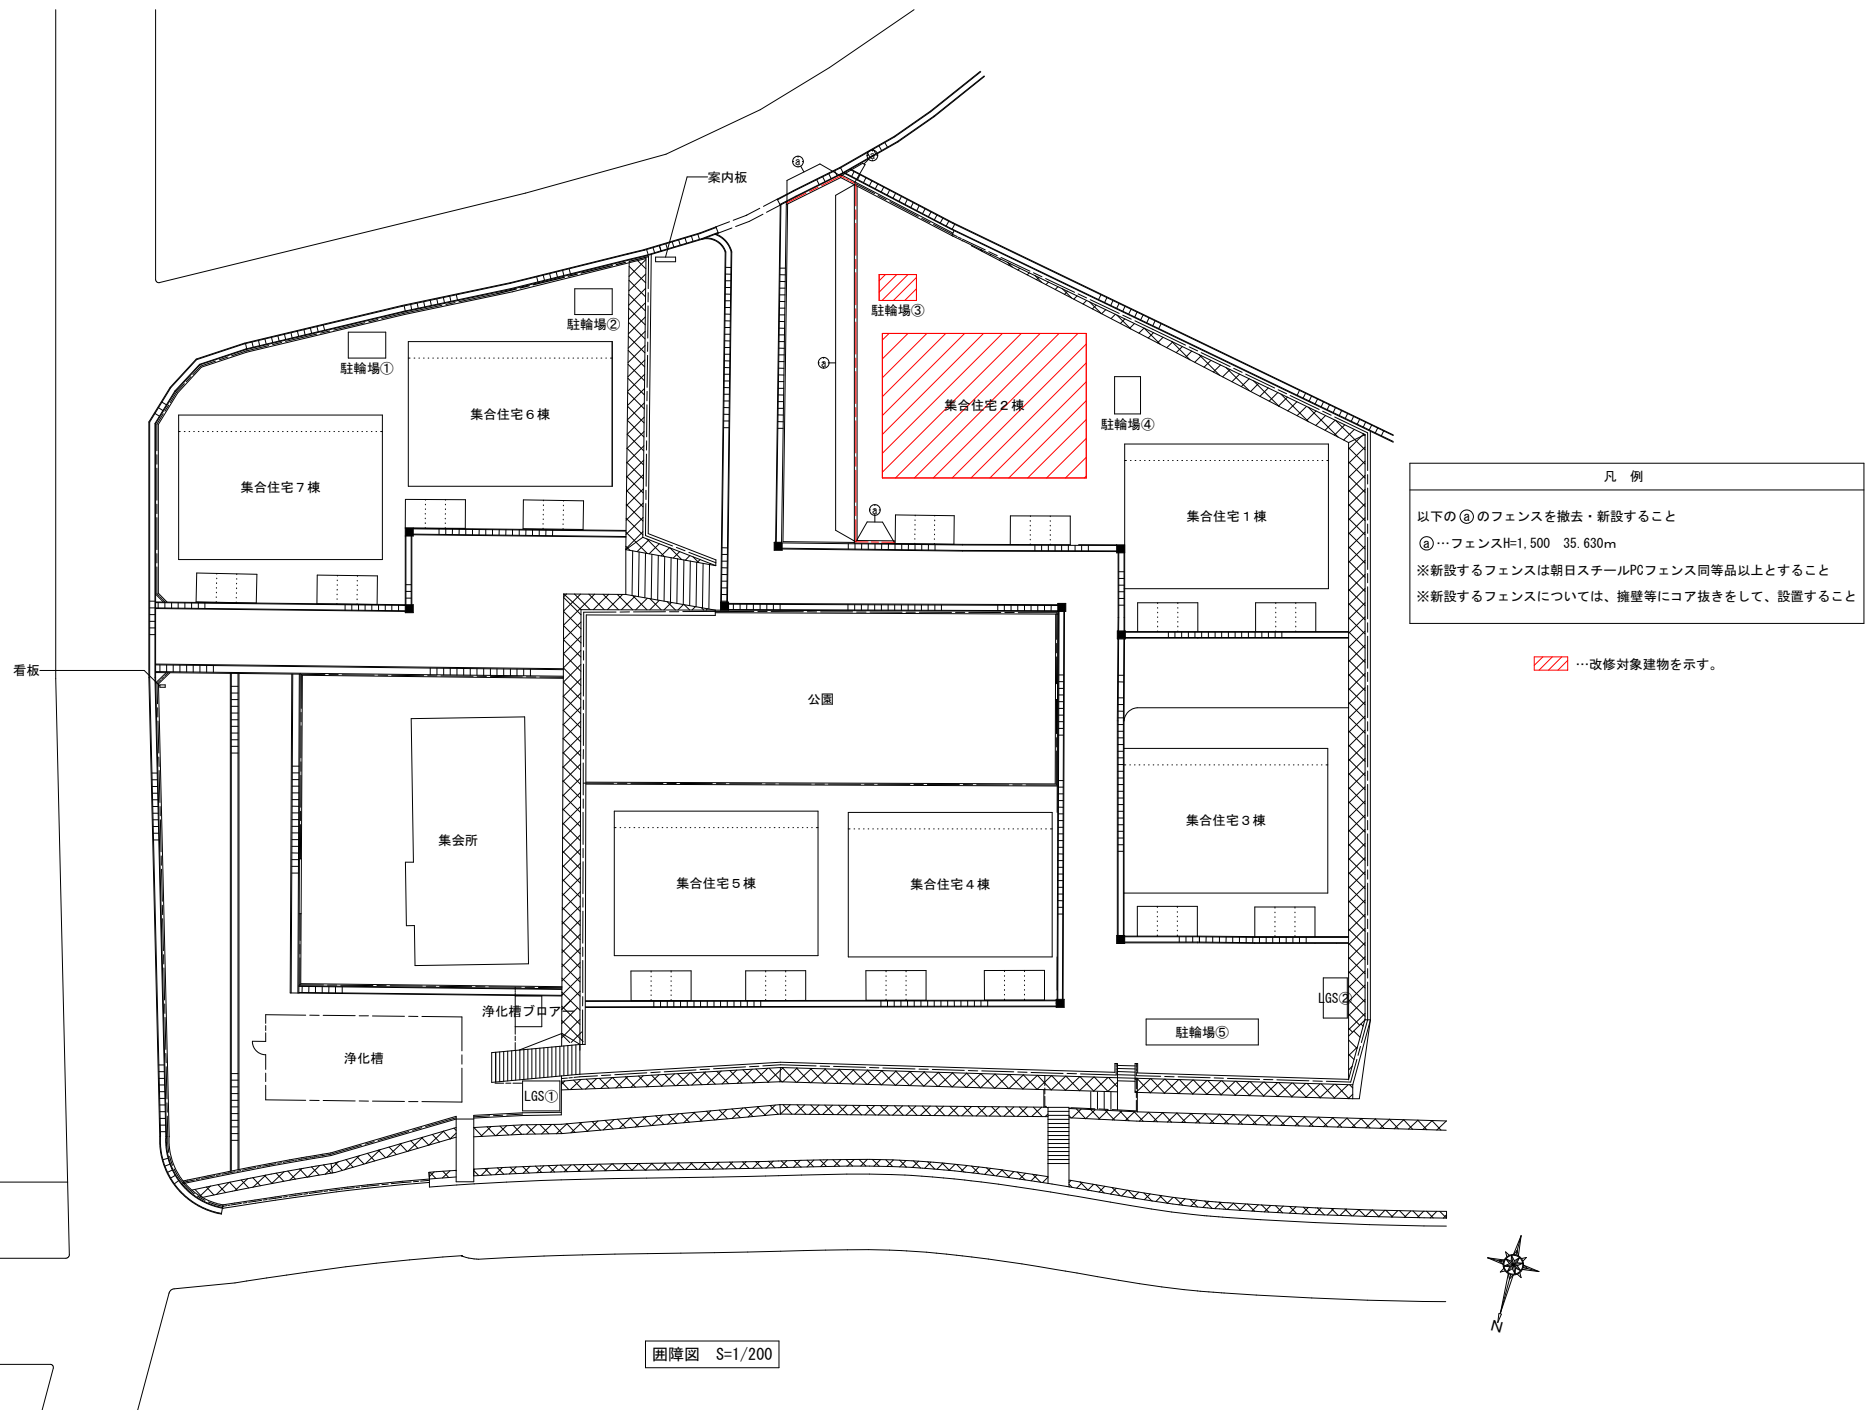 ⓐ
ⓐ
案内板
駐輪場③
駐輪場②
駐輪場①
ⓐ
集合住宅２棟
集合住宅６棟
駐輪場④
凡　例
集合住宅７棟
ⓐ
集合住宅１棟
以下のⓐのフェンスを撤去・新設すること
ⓐ…フェンスH=1,500　35.630m
※新設するフェンスは朝日スチールPCフェンス同等品以上とすること
※新設するフェンスについては、擁壁等にコア抜きをして、設置すること
…改修対象建物を示す。
看板
公園
集会所
集合住宅３棟
集合住宅５棟
集合住宅４棟
LGS②
浄化槽ブロアー
駐輪場⑤
浄化槽
LGS①
N
囲障図　S=1/200